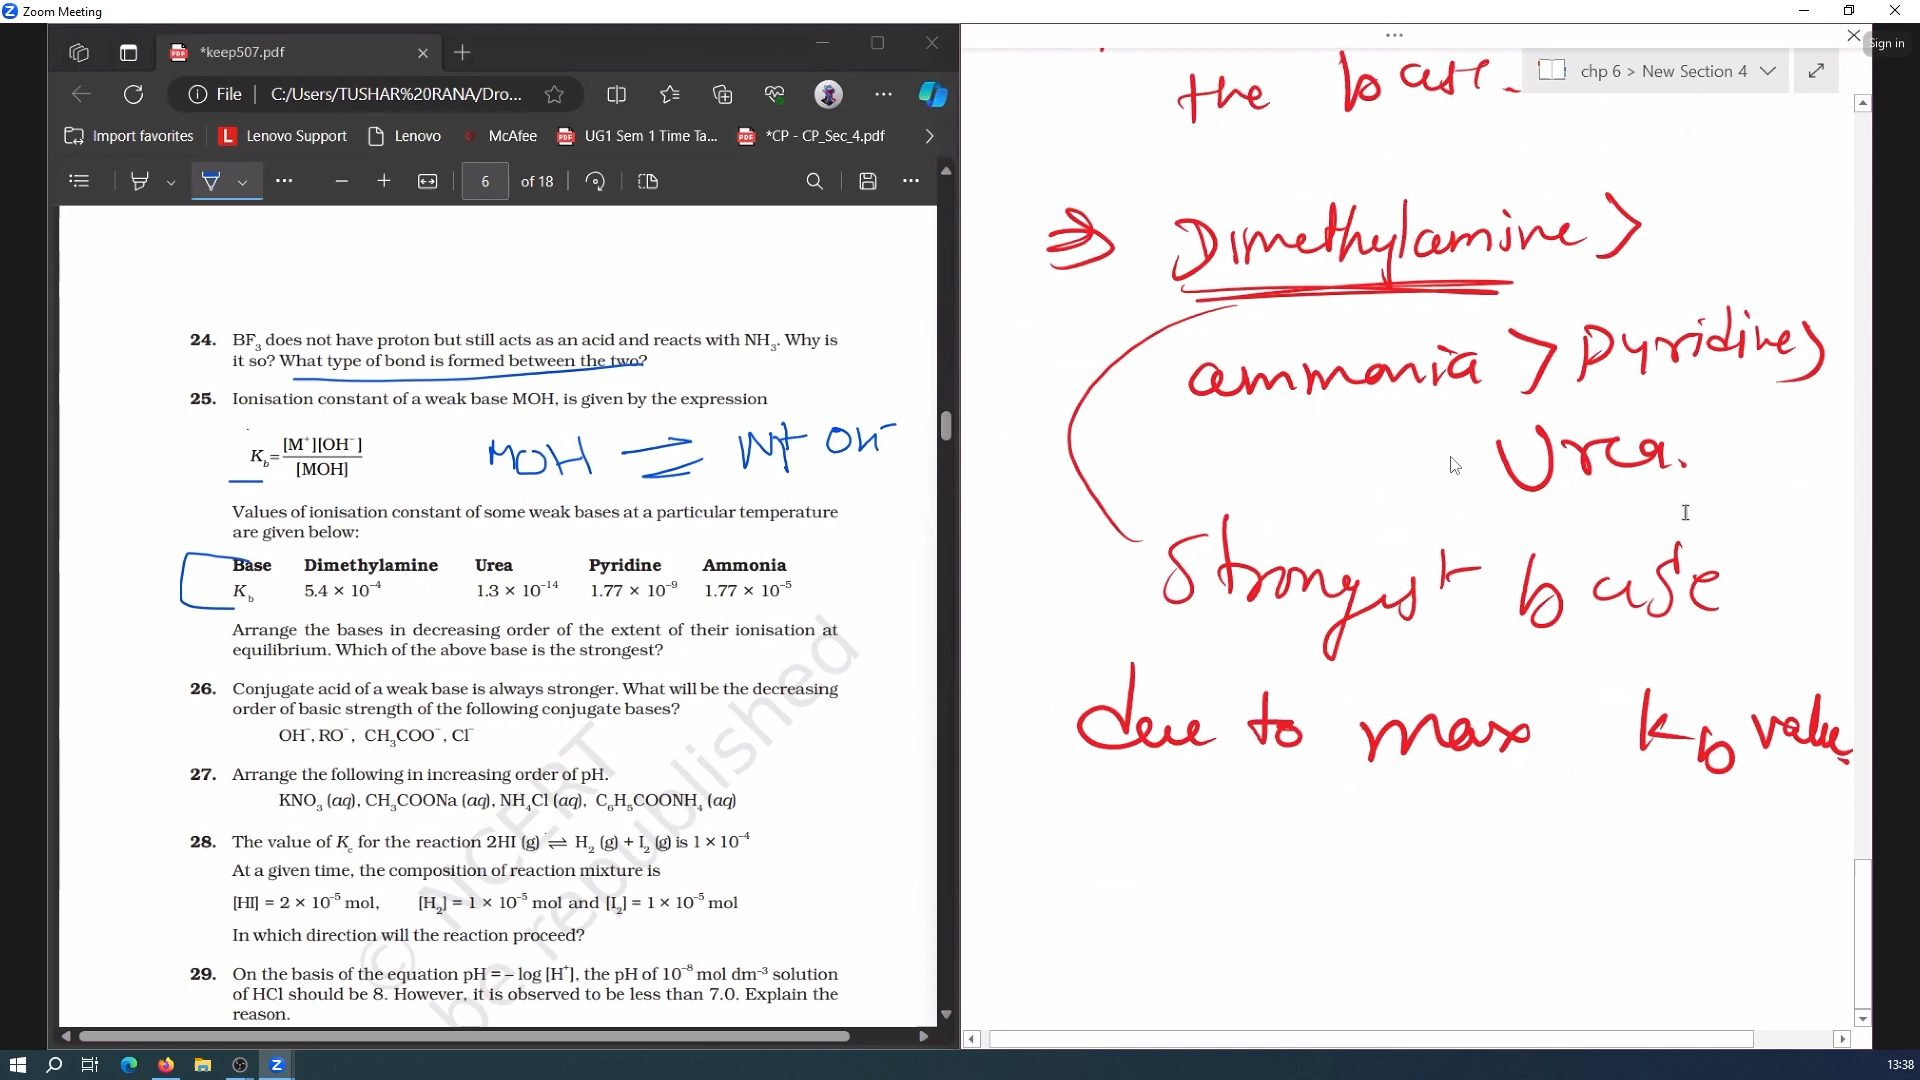 Zoom Meeting
*keep507.pdf
Sign in
File C:/Users/TUSHAR%20RANA/Dro...
Import favorites Lenovo Support Lenovo McAfee UG1 Sem 1 Time Ta... *CP - CP_Sec_4.pdf
6 of 18
24. BF₃ does not have proton but still acts as an acid and reacts with NH₃. Why is
it so? What type of bond is formed between the two?
25. Ionisation constant of a weak base MOH, is given by the expression
K_b = [M⁺][OH⁻] / [MOH]
MOH ⇌ M⁺ OH⁻
Values of ionisation constant of some weak bases at a particular temperature
are given below:
Base Dimethylamine Urea Pyridine Ammonia
K_b 5.4 × 10⁻⁴ 1.3 × 10⁻¹⁴ 1.77 × 10⁻⁹ 1.77 × 10⁻⁵
Arrange the bases in decreasing order of the extent of their ionisation at
equilibrium. Which of the above base is the strongest?
26. Conjugate acid of a weak base is always stronger. What will be the decreasing
order of basic strength of the following conjugate bases?
OH⁻, RO⁻, CH₃COO⁻, Cl⁻
27. Arrange the following in increasing order of pH.
KNO₃ (aq), CH₃COONa (aq), NH₄Cl (aq), C₆H₅COONH₄ (aq)
28. The value of K_c for the reaction 2HI (g) ⇌ H₂ (g) + I₂ (g) is 1 × 10⁻⁴
At a given time, the composition of reaction mixture is
[HI] = 2 × 10⁻⁵ mol, [H₂] = 1 × 10⁻⁵ mol and [I₂] = 1 × 10⁻⁵ mol
In which direction will the reaction proceed?
29. On the basis of the equation pH = – log [H⁺], the pH of 10⁻⁸ mol dm⁻³ solution
of HCl should be 8. However, it is observed to be less than 7.0. Explain the
reason.
© NCERT
be republished
chp 6 > New Section 4
the base.
⇒ Dimethylamine >
ammonia > Pyridine >
Urea.
Strongest base
due to max K_b value.
13:38